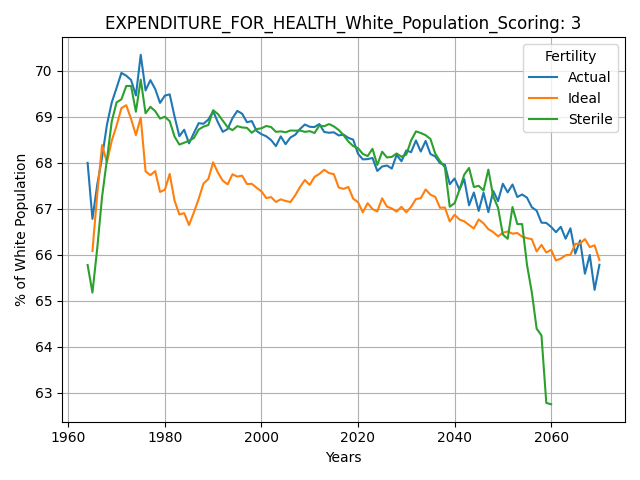 EXPENDITURE_FOR_HEALTH_White_Population_Scoring: 3
Fertility
Actual
Ideal
Sterile
% of White Population
70
69
68
67
66
65
64
63
1960
1980
2000
2020
2040
2060
Years